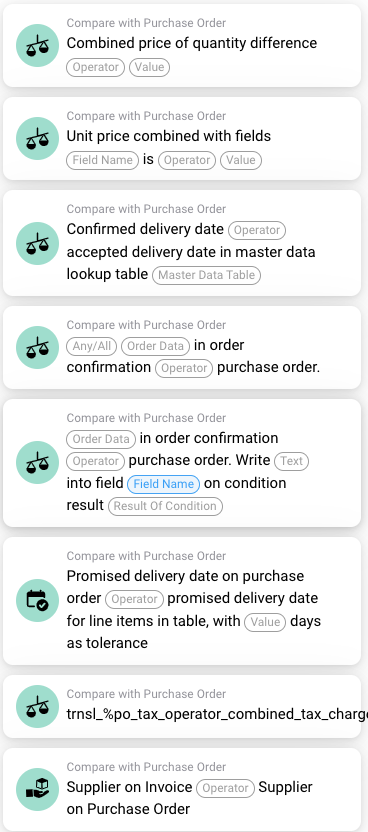 Compare with Purchase Order
Combined price of quantity difference
Operator Value
Compare with Purchase Order
Unit price combined with fields
Field Name is Operator Value
Compare with Purchase Order
Confirmed delivery date Operator
accepted delivery date in master data
lookup table Master Data Table
Compare with Purchase Order
Any/All Order Data in order
confirmation Operator purchase order.
Compare with Purchase Order
Order Data in order confirmation
Operator purchase order. Write Text
into field Field Name on condition
result Result Of Condition
Compare with Purchase Order
Promised delivery date on purchase
order Operator promised delivery date
for line items in table, with Value days
as tolerance
Compare with Purchase Order
trnsl_%po_tax_operator_combined_tax_charge
Compare with Purchase Order
Supplier on Invoice Operator Supplier
on Purchase Order